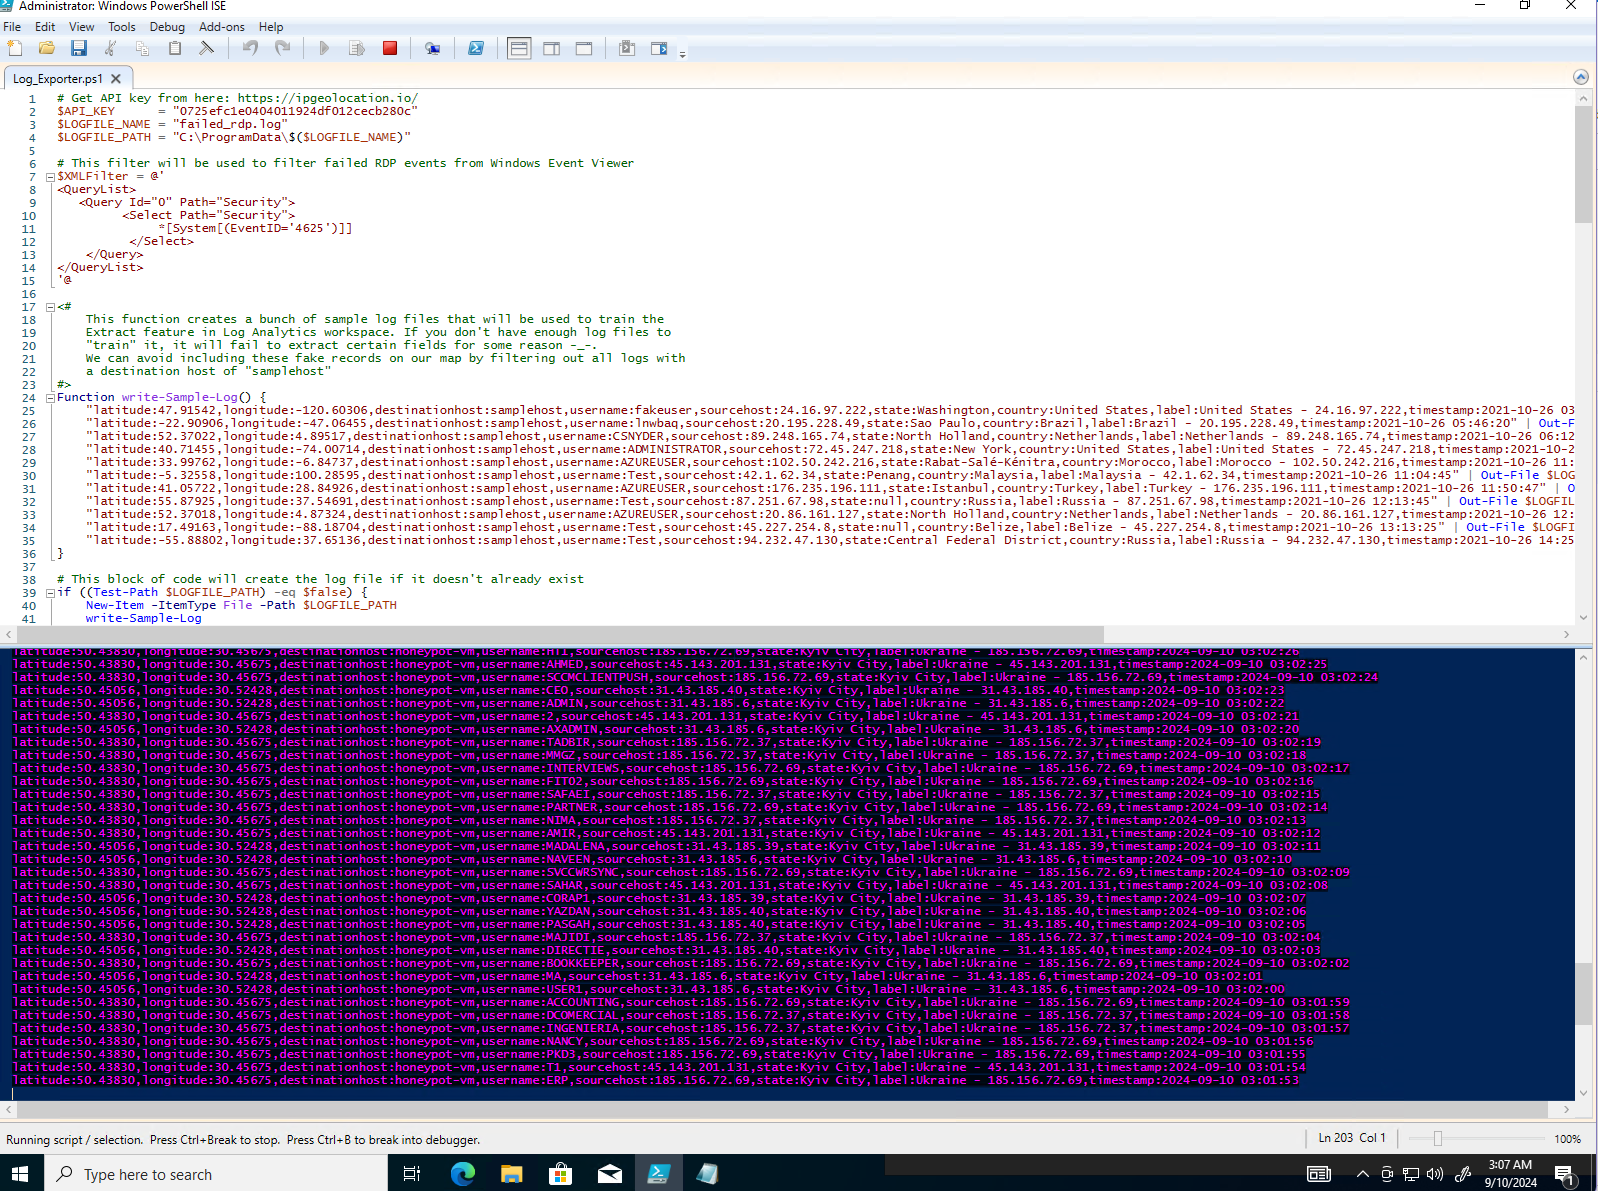 Administrator: Windows PowerShell ISE
File Edit View Tools Debug Add-ons Help
Log_Exporter.ps1
1 # Get API key from here: https://ipgeolocation.io/
2 $API_KEY = "0725efc1e0404011924df012cecb280c"
3 $LOGFILE_NAME = "failed_rdp.log"
4 $LOGFILE_PATH = "C:\ProgramData\$($LOGFILE_NAME)"
5
6 # This filter will be used to filter failed RDP events from Windows Event Viewer
7 $XMLFilter = @'
8 <QueryList>
9 <Query Id="0" Path="Security">
10 <Select Path="Security">
11 *[System[(EventID='4625')]]
12 </Select>
13 </Query>
14 </QueryList>
15 '@
16
17 <#
18 This function creates a bunch of sample log files that will be used to train the
19 Extract feature in Log Analytics workspace. If you don't have enough log files to
20 "train" it, it will fail to extract certain fields for some reason -_-.
21 We can avoid including these fake records on our map by filtering out all logs with
22 a destination host of "samplehost"
23 #>
24 Function write-Sample-Log() {
25 "latitude:47.91542,longitude:-120.60306,destinationhost:samplehost,username:fakeuser,sourcehost:24.16.97.222,state:Washington,country:United States,label:United States - 24.16.97.222,timestamp:2021-10-26 03
26 "latitude:-22.90906,longitude:-47.06455,destinationhost:samplehost,username:lnwbaq,sourcehost:20.195.228.49,state:Sao Paulo,country:Brazil,label:Brazil - 20.195.228.49,timestamp:2021-10-26 05:46:20" | Out-F
27 "latitude:52.37022,longitude:4.89517,destinationhost:samplehost,username:CSNYDER,sourcehost:89.248.165.74,state:North Holland,country:Netherlands,label:Netherlands - 89.248.165.74,timestamp:2021-10-26 06:12
28 "latitude:40.71455,longitude:-74.00714,destinationhost:samplehost,username:ADMINISTRATOR,sourcehost:72.45.247.218,state:New York,country:United States,label:United States - 72.45.247.218,timestamp:2021-10-2
29 "latitude:33.99762,longitude:-6.84737,destinationhost:samplehost,username:AZUREUSER,sourcehost:102.50.242.216,state:Rabat-Salé-Kénitra,country:Morocco,label:Morocco - 102.50.242.216,timestamp:2021-10-26 11:
30 "latitude:-5.32558,longitude:100.28595,destinationhost:samplehost,username:Test,sourcehost:42.1.62.34,state:Penang,country:Malaysia,label:Malaysia - 42.1.62.34,timestamp:2021-10-26 11:04:45" | Out-File $LOG
31 "latitude:41.05722,longitude:28.84926,destinationhost:samplehost,username:AZUREUSER,sourcehost:176.235.196.111,state:Istanbul,country:Turkey,label:Turkey - 176.235.196.111,timestamp:2021-10-26 11:50:47" | O
32 "latitude:55.87925,longitude:37.54691,destinationhost:samplehost,username:Test,sourcehost:87.251.67.98,state:null,country:Russia,label:Russia - 87.251.67.98,timestamp:2021-10-26 12:13:45" | Out-File $LOGFIL
33 "latitude:52.37018,longitude:4.87324,destinationhost:samplehost,username:AZUREUSER,sourcehost:20.86.161.127,state:North Holland,country:Netherlands,label:Netherlands - 20.86.161.127,timestamp:2021-10-26 12:
34 "latitude:17.49163,longitude:-88.18704,destinationhost:samplehost,username:Test,sourcehost:45.227.254.8,state:null,country:Belize,label:Belize - 45.227.254.8,timestamp:2021-10-26 13:13:25" | Out-File $LOGFI
35 "latitude:-55.88802,longitude:37.65136,destinationhost:samplehost,username:Test,sourcehost:94.232.47.130,state:Central Federal District,country:Russia,label:Russia - 94.232.47.130,timestamp:2021-10-26 14:25
36 }
37
38 # This block of code will create the log file if it doesn't already exist
39 if ((Test-Path $LOGFILE_PATH) -eq $false) {
40 New-Item -ItemType File -Path $LOGFILE_PATH
41 write-Sample-Log
latitude:50.43830,longitude:30.45675,destinationhost:honeypot-vm,username:HTI,sourcehost:185.156.72.69,state:Kyiv City,label:Ukraine - 185.156.72.69,timestamp:2024-09-10 03:02:26
latitude:50.43830,longitude:30.45675,destinationhost:honeypot-vm,username:AHMED,sourcehost:45.143.201.131,state:Kyiv City,label:Ukraine - 45.143.201.131,timestamp:2024-09-10 03:02:25
latitude:50.43830,longitude:30.45675,destinationhost:honeypot-vm,username:SCCMCLIENTPUSH,sourcehost:185.156.72.69,state:Kyiv City,label:Ukraine - 185.156.72.69,timestamp:2024-09-10 03:02:24
latitude:50.45056,longitude:30.52428,destinationhost:honeypot-vm,username:CEO,sourcehost:31.43.185.40,state:Kyiv City,label:Ukraine - 31.43.185.40,timestamp:2024-09-10 03:02:23
latitude:50.45056,longitude:30.52428,destinationhost:honeypot-vm,username:ADMIN,sourcehost:31.43.185.6,state:Kyiv City,label:Ukraine - 31.43.185.6,timestamp:2024-09-10 03:02:22
latitude:50.43830,longitude:30.45675,destinationhost:honeypot-vm,username:2,sourcehost:45.143.201.131,state:Kyiv City,label:Ukraine - 45.143.201.131,timestamp:2024-09-10 03:02:21
latitude:50.45056,longitude:30.52428,destinationhost:honeypot-vm,username:AXADMIN,sourcehost:31.43.185.6,state:Kyiv City,label:Ukraine - 31.43.185.6,timestamp:2024-09-10 03:02:20
latitude:50.43830,longitude:30.45675,destinationhost:honeypot-vm,username:TADBIR,sourcehost:185.156.72.37,state:Kyiv City,label:Ukraine - 185.156.72.37,timestamp:2024-09-10 03:02:19
latitude:50.43830,longitude:30.45675,destinationhost:honeypot-vm,username:MMGZ,sourcehost:185.156.72.37,state:Kyiv City,label:Ukraine - 185.156.72.37,timestamp:2024-09-10 03:02:18
latitude:50.43830,longitude:30.45675,destinationhost:honeypot-vm,username:INTERVIEWS,sourcehost:185.156.72.69,state:Kyiv City,label:Ukraine - 185.156.72.69,timestamp:2024-09-10 03:02:17
latitude:50.43830,longitude:30.45675,destinationhost:honeypot-vm,username:FIT02,sourcehost:185.156.72.69,state:Kyiv City,label:Ukraine - 185.156.72.69,timestamp:2024-09-10 03:02:16
latitude:50.43830,longitude:30.45675,destinationhost:honeypot-vm,username:SAFAEI,sourcehost:185.156.72.37,state:Kyiv City,label:Ukraine - 185.156.72.37,timestamp:2024-09-10 03:02:15
latitude:50.43830,longitude:30.45675,destinationhost:honeypot-vm,username:PARTNER,sourcehost:185.156.72.69,state:Kyiv City,label:Ukraine - 185.156.72.69,timestamp:2024-09-10 03:02:14
latitude:50.43830,longitude:30.45675,destinationhost:honeypot-vm,username:NIMA,sourcehost:185.156.72.37,state:Kyiv City,label:Ukraine - 185.156.72.37,timestamp:2024-09-10 03:02:13
latitude:50.43830,longitude:30.45675,destinationhost:honeypot-vm,username:AMIR,sourcehost:45.143.201.131,state:Kyiv City,label:Ukraine - 45.143.201.131,timestamp:2024-09-10 03:02:12
latitude:50.45056,longitude:30.52428,destinationhost:honeypot-vm,username:MADALENA,sourcehost:31.43.185.39,state:Kyiv City,label:Ukraine - 31.43.185.39,timestamp:2024-09-10 03:02:11
latitude:50.45056,longitude:30.52428,destinationhost:honeypot-vm,username:NAVEEN,sourcehost:31.43.185.6,state:Kyiv City,label:Ukraine - 31.43.185.6,timestamp:2024-09-10 03:02:10
latitude:50.43830,longitude:30.45675,destinationhost:honeypot-vm,username:SVCCWRSYNC,sourcehost:185.156.72.69,state:Kyiv City,label:Ukraine - 185.156.72.69,timestamp:2024-09-10 03:02:09
latitude:50.43830,longitude:30.45675,destinationhost:honeypot-vm,username:SAHAR,sourcehost:45.143.201.131,state:Kyiv City,label:Ukraine - 45.143.201.131,timestamp:2024-09-10 03:02:08
latitude:50.45056,longitude:30.52428,destinationhost:honeypot-vm,username:CORAP1,sourcehost:31.43.185.39,state:Kyiv City,label:Ukraine - 31.43.185.39,timestamp:2024-09-10 03:02:07
latitude:50.45056,longitude:30.52428,destinationhost:honeypot-vm,username:YAZDAN,sourcehost:31.43.185.40,state:Kyiv City,label:Ukraine - 31.43.185.40,timestamp:2024-09-10 03:02:06
latitude:50.45056,longitude:30.52428,destinationhost:honeypot-vm,username:PASGAH,sourcehost:31.43.185.40,state:Kyiv City,label:Ukraine - 31.43.185.40,timestamp:2024-09-10 03:02:05
latitude:50.43830,longitude:30.45675,destinationhost:honeypot-vm,username:MAJIDI,sourcehost:185.156.72.37,state:Kyiv City,label:Ukraine - 185.156.72.37,timestamp:2024-09-10 03:02:04
latitude:50.45056,longitude:30.52428,destinationhost:honeypot-vm,username:DIRECTIE,sourcehost:31.43.185.40,state:Kyiv City,label:Ukraine - 31.43.185.40,timestamp:2024-09-10 03:02:03
latitude:50.43830,longitude:30.45675,destinationhost:honeypot-vm,username:BOOKKEEPER,sourcehost:185.156.72.69,state:Kyiv City,label:Ukraine - 185.156.72.69,timestamp:2024-09-10 03:02:02
latitude:50.45056,longitude:30.52428,destinationhost:honeypot-vm,username:MA,sourcehost:31.43.185.6,state:Kyiv City,label:Ukraine - 31.43.185.6,timestamp:2024-09-10 03:02:01
latitude:50.45056,longitude:30.52428,destinationhost:honeypot-vm,username:USER1,sourcehost:31.43.185.6,state:Kyiv City,label:Ukraine - 31.43.185.6,timestamp:2024-09-10 03:02:00
latitude:50.43830,longitude:30.45675,destinationhost:honeypot-vm,username:ACCOUNTING,sourcehost:185.156.72.69,state:Kyiv City,label:Ukraine - 185.156.72.69,timestamp:2024-09-10 03:01:59
latitude:50.43830,longitude:30.45675,destinationhost:honeypot-vm,username:DCOMERCIAL,sourcehost:185.156.72.37,state:Kyiv City,label:Ukraine - 185.156.72.37,timestamp:2024-09-10 03:01:58
latitude:50.43830,longitude:30.45675,destinationhost:honeypot-vm,username:INGENIERIA,sourcehost:185.156.72.37,state:Kyiv City,label:Ukraine - 185.156.72.37,timestamp:2024-09-10 03:01:57
latitude:50.43830,longitude:30.45675,destinationhost:honeypot-vm,username:NANCY,sourcehost:185.156.72.69,state:Kyiv City,label:Ukraine - 185.156.72.69,timestamp:2024-09-10 03:01:56
latitude:50.43830,longitude:30.45675,destinationhost:honeypot-vm,username:PKD3,sourcehost:185.156.72.69,state:Kyiv City,label:Ukraine - 185.156.72.69,timestamp:2024-09-10 03:01:55
latitude:50.43830,longitude:30.45675,destinationhost:honeypot-vm,username:T1,sourcehost:45.143.201.131,state:Kyiv City,label:Ukraine - 45.143.201.131,timestamp:2024-09-10 03:01:54
latitude:50.43830,longitude:30.45675,destinationhost:honeypot-vm,username:ERP,sourcehost:185.156.72.69,state:Kyiv City,label:Ukraine - 185.156.72.69,timestamp:2024-09-10 03:01:53
Running script / selection. Press Ctrl+Break to stop. Press Ctrl+B to break into debugger.
Ln 203 Col 1
100%
Type here to search
3:07 AM
9/10/2024
1